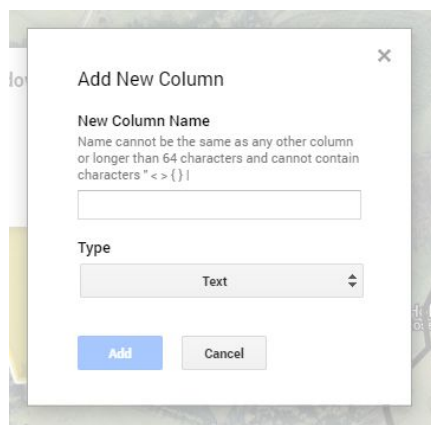 Add New Column
New Column Name
Name cannot be the same as any other column
or longer than 64 characters and cannot contain
characters " < > { } |
Type
Text
Add
Cancel